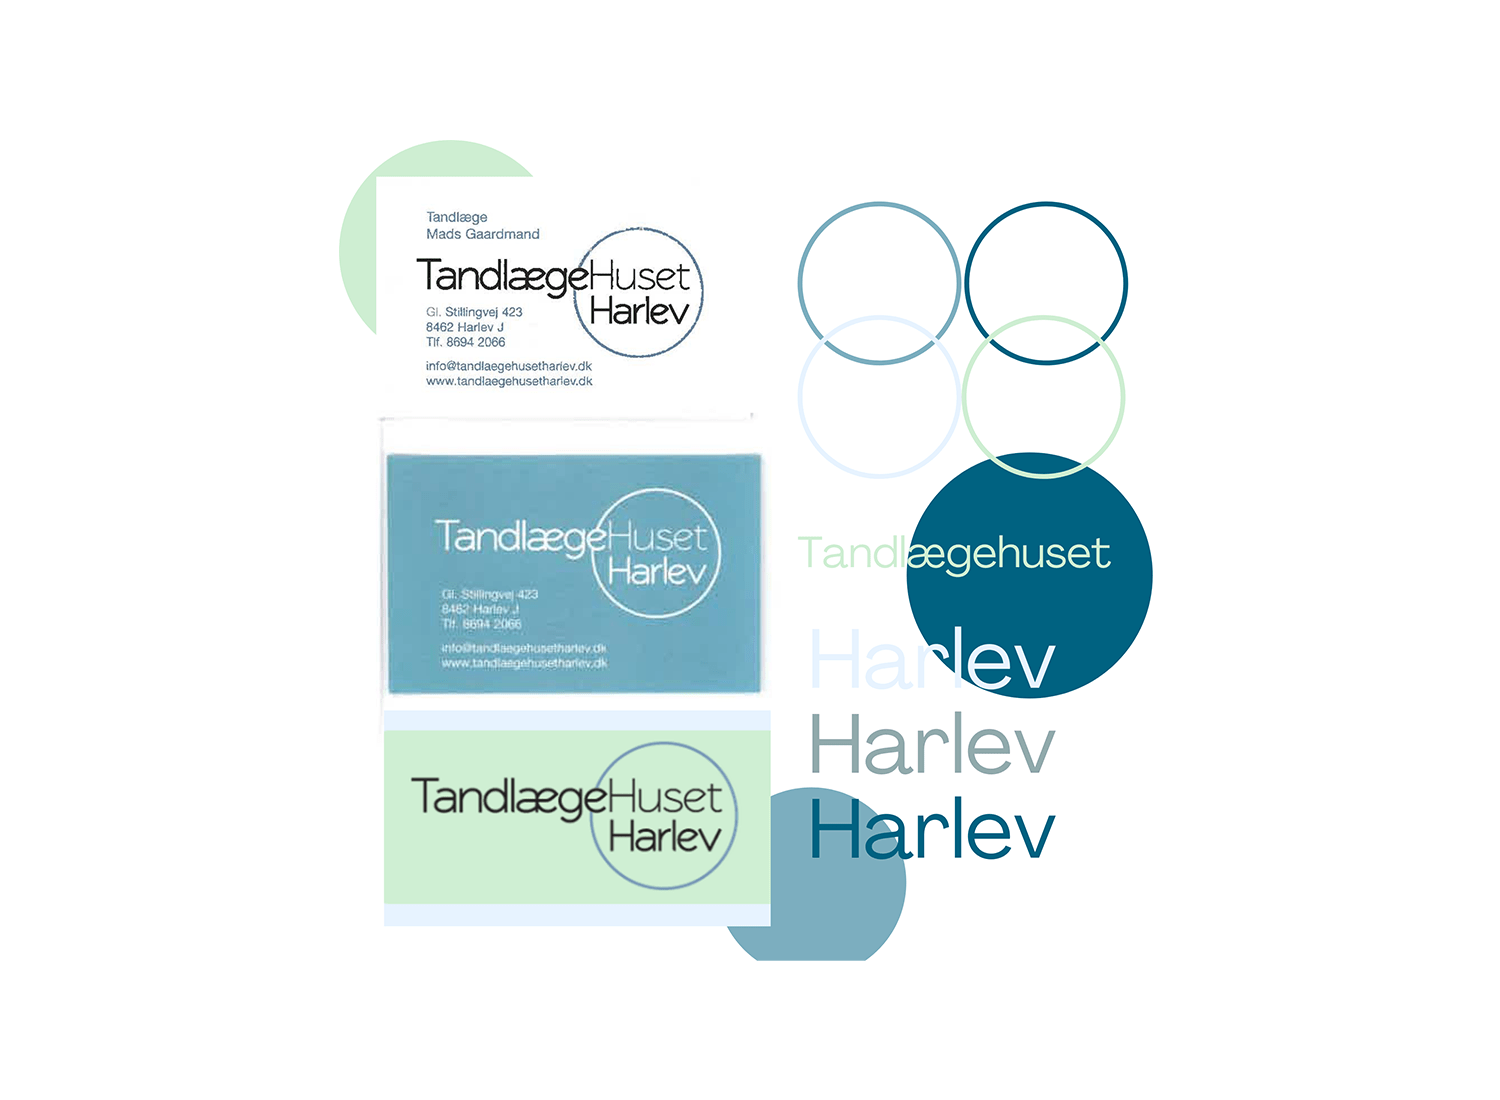 Tandlæge
Mads Gaardmand
TandlægeHuset
Harlev
Gl. Stillingvej 423
8462 Harlev J
Tlf. 8694 2066
info@tandlaegehusetharlev.dk
www.tandlaegehusetharlev.dk
TandlægeHuset
Harlev
Gl. Stillingvej 423
8462 Harlev J
Tlf. 8694 2066
info@tandlaegehusetharlev.dk
www.tandlaegehusetharlev.dk
TandlægeHuset
Harlev
Tandlægehuset
Harlev
Harlev
Harlev